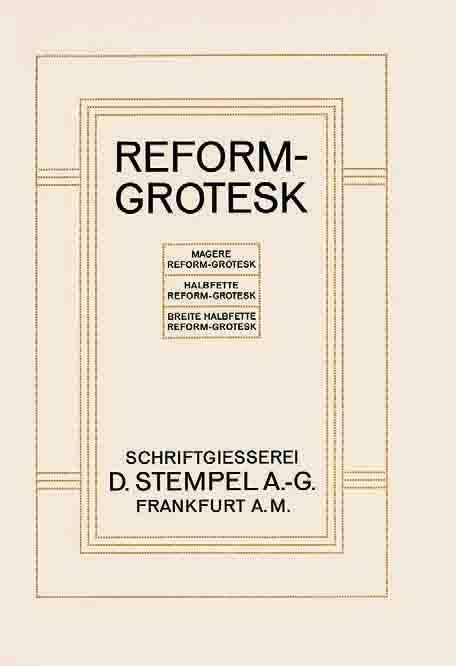 REFORM-
GROTESK
MAGERE
REFORM-GROTESK
HALBFETTE
REFORM-GROTESK
BREITE HALBFETTE
REFORM-GROTESK
SCHRIFTGIESSEREI
D. STEMPEL A.-G.
FRANKFURT A.M.